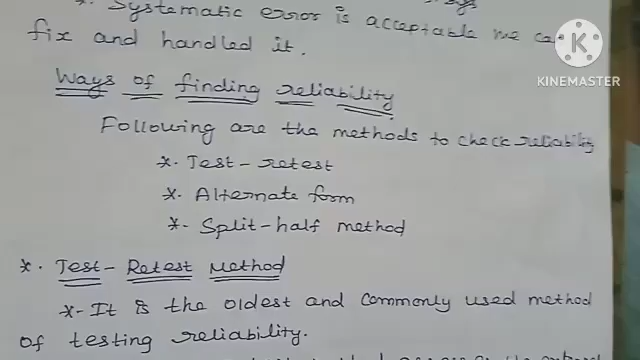 *. Systematic error is acceptable we can
fix and handled it.
K
KINEMASTER
Ways of finding reliability
Following are the methods to check reliability
*. Test-retest
*. Alternate form
*- Split-half method
*. Test- Retest Method
*- It is the oldest and commonly used method
of testing reliability.